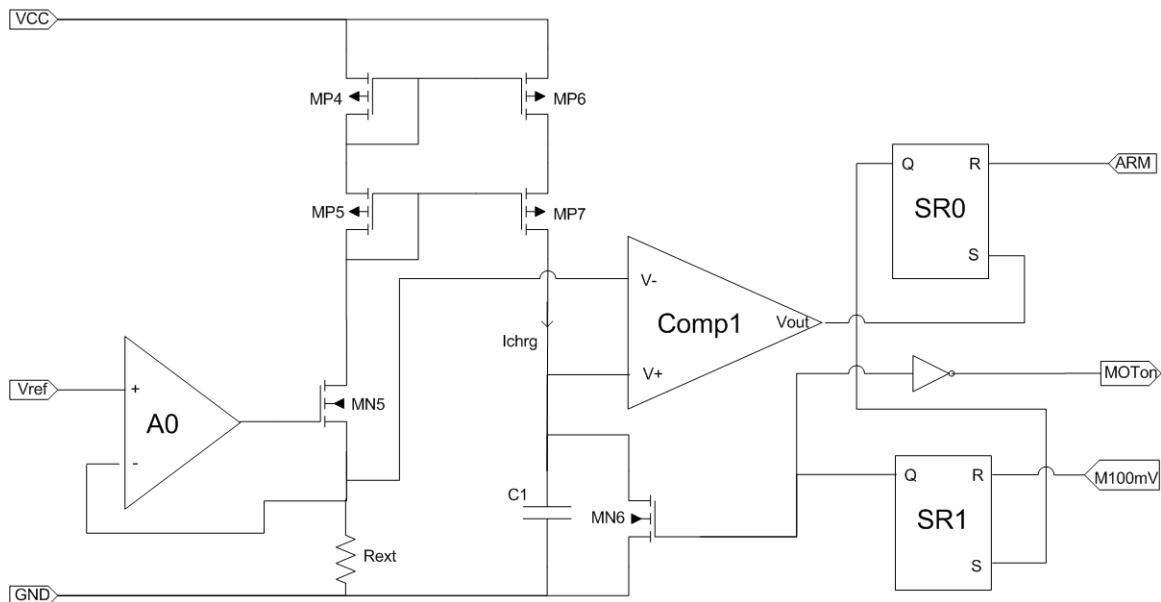 VCC
MP4
MP6
MP5
MP7
Q
R
ARM
SR0
S
V-
Comp1
Vout
Ichrg
V+
MOTon
Vref
+
A0
-
MN5
C1
MN6
Q
R
M100mV
SR1
S
Rext
GND